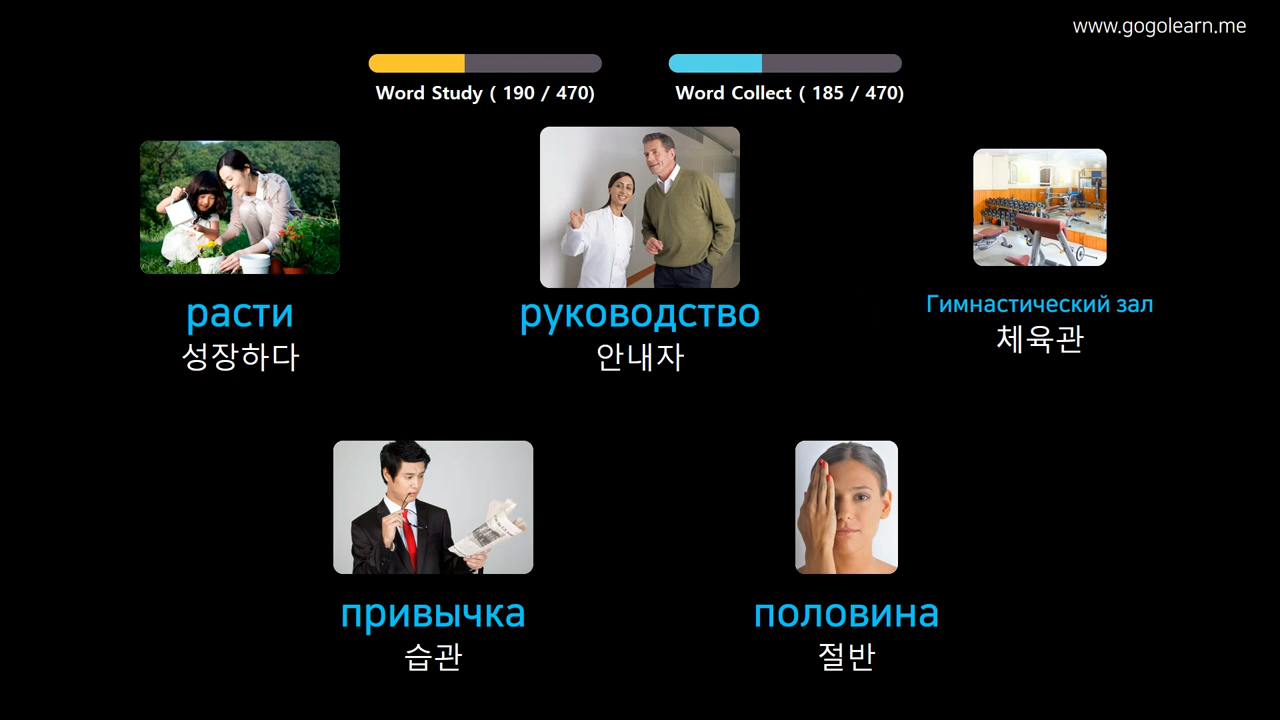 www.gogolearn.me
Word Study ( 190 / 470)
Word Collect ( 185 / 470)
расти
성장하다
руководство
안내자
Гимнастический зал
체육관
привычка
습관
половина
절반